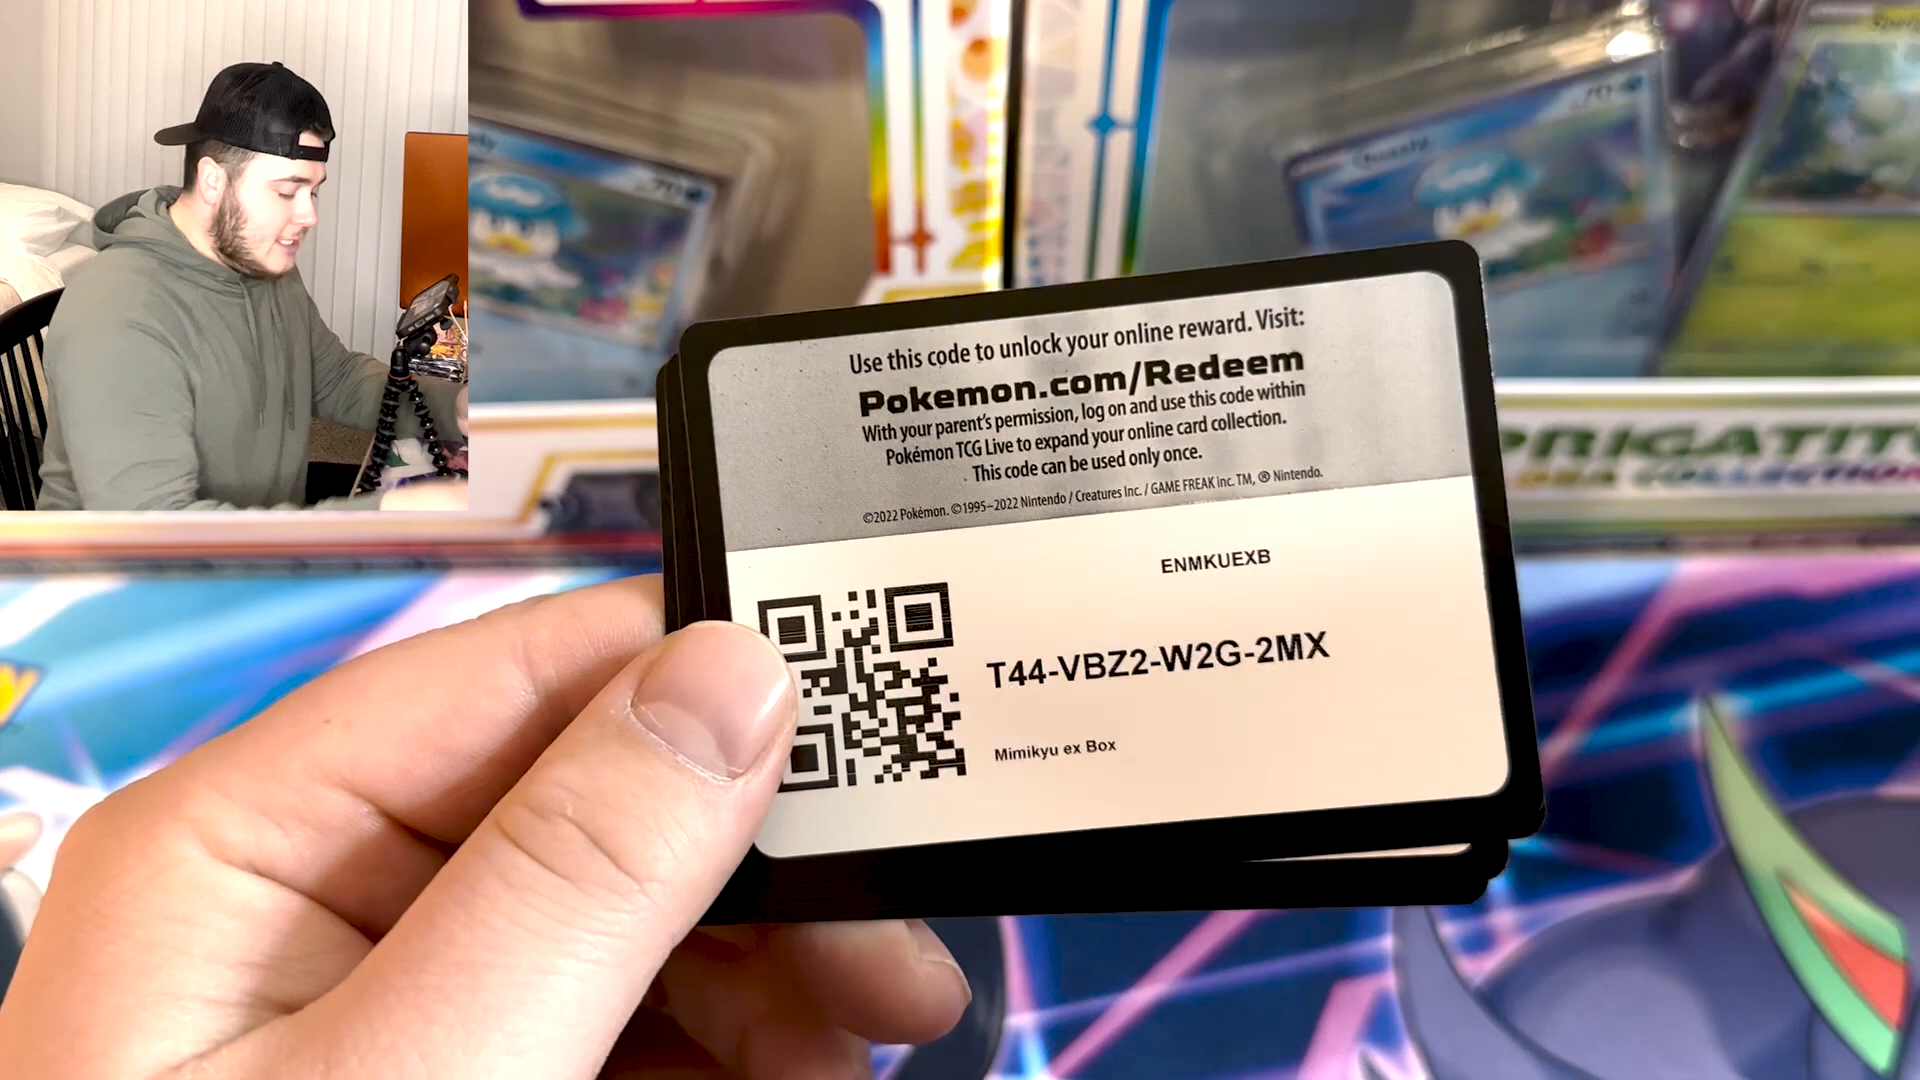 Use this code to unlock your online reward. Visit:
Pokemon.com/Redeem
With your parent's permission, log on and use this code within
Pokémon TCG Live to expand your online card collection.
This code can be used only once.
©2022 Pokémon. ©1995–2022 Nintendo / Creatures Inc. / GAME FREAK inc. TM, ® Nintendo.
ENMKUEXB
T44-VBZ2-W2G-2MX
Mimikyu ex Box
Quaxly
PRIGATIT
COLLECTION